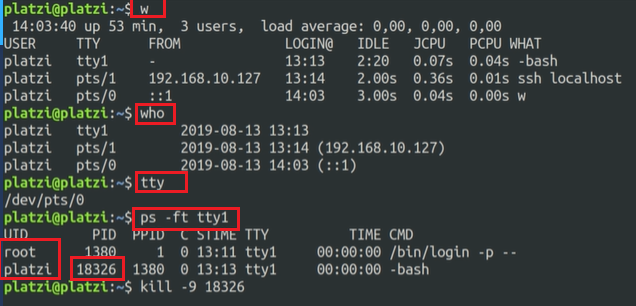 platzi@platzi:~$ w
14:03:40 up 53 min, 3 users, load average: 0,00, 0,00, 0,00
USER TTY FROM LOGIN@ IDLE JCPU PCPU WHAT
platzi tty1 - 13:13 2:20 0.07s 0.04s -bash
platzi pts/1 192.168.10.127 13:14 2.00s 0.36s 0.01s ssh localhost
platzi pts/0 ::1 14:03 3.00s 0.04s 0.00s w
platzi@platzi:~$ who
platzi tty1 2019-08-13 13:13
platzi pts/1 2019-08-13 13:14 (192.168.10.127)
platzi pts/0 2019-08-13 14:03 (::1)
platzi@platzi:~$ tty
/dev/pts/0
platzi@platzi:~$ ps -ft tty1
UID PID PPID C STIME TTY TIME CMD
root 1380 1 0 13:11 tty1 00:00:00 /bin/login -p --
platzi 18326 1380 0 13:13 tty1 00:00:00 -bash
platzi@platzi:~$ kill -9 18326